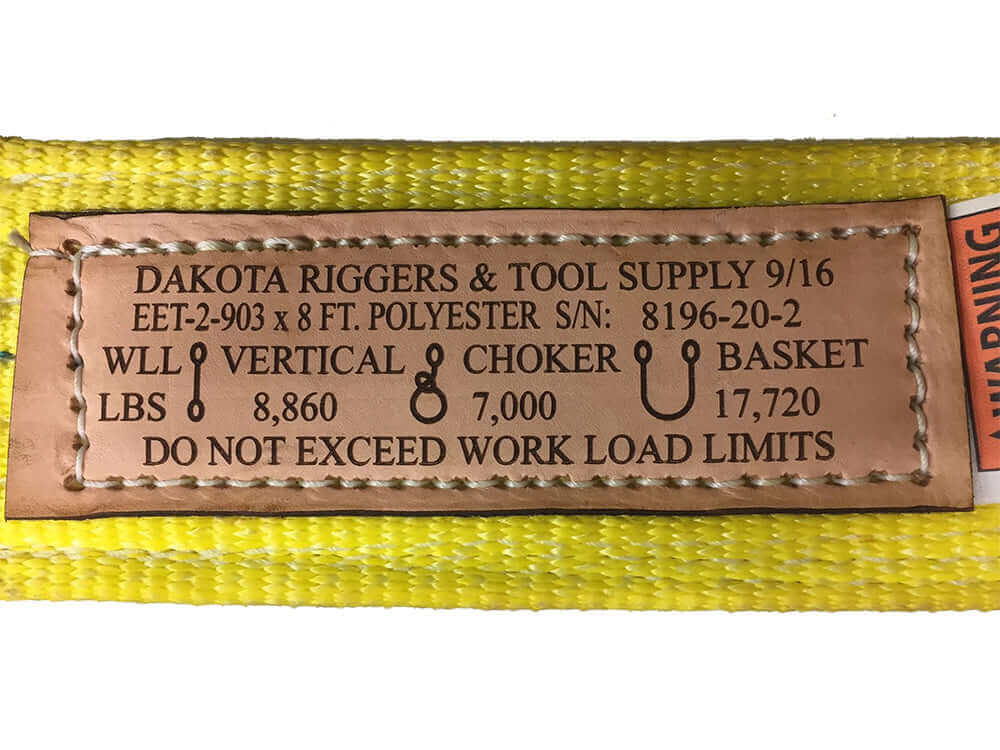 DAKOTA RIGGERS & TOOL SUPPLY 9/16
EET-2-903 x 8 FT. POLYESTER S/N: 8196-20-2
WLL VERTICAL CHOKER BASKET
LBS 8,860 7,000 17,720
DO NOT EXCEED WORK LOAD LIMITS
WARNING